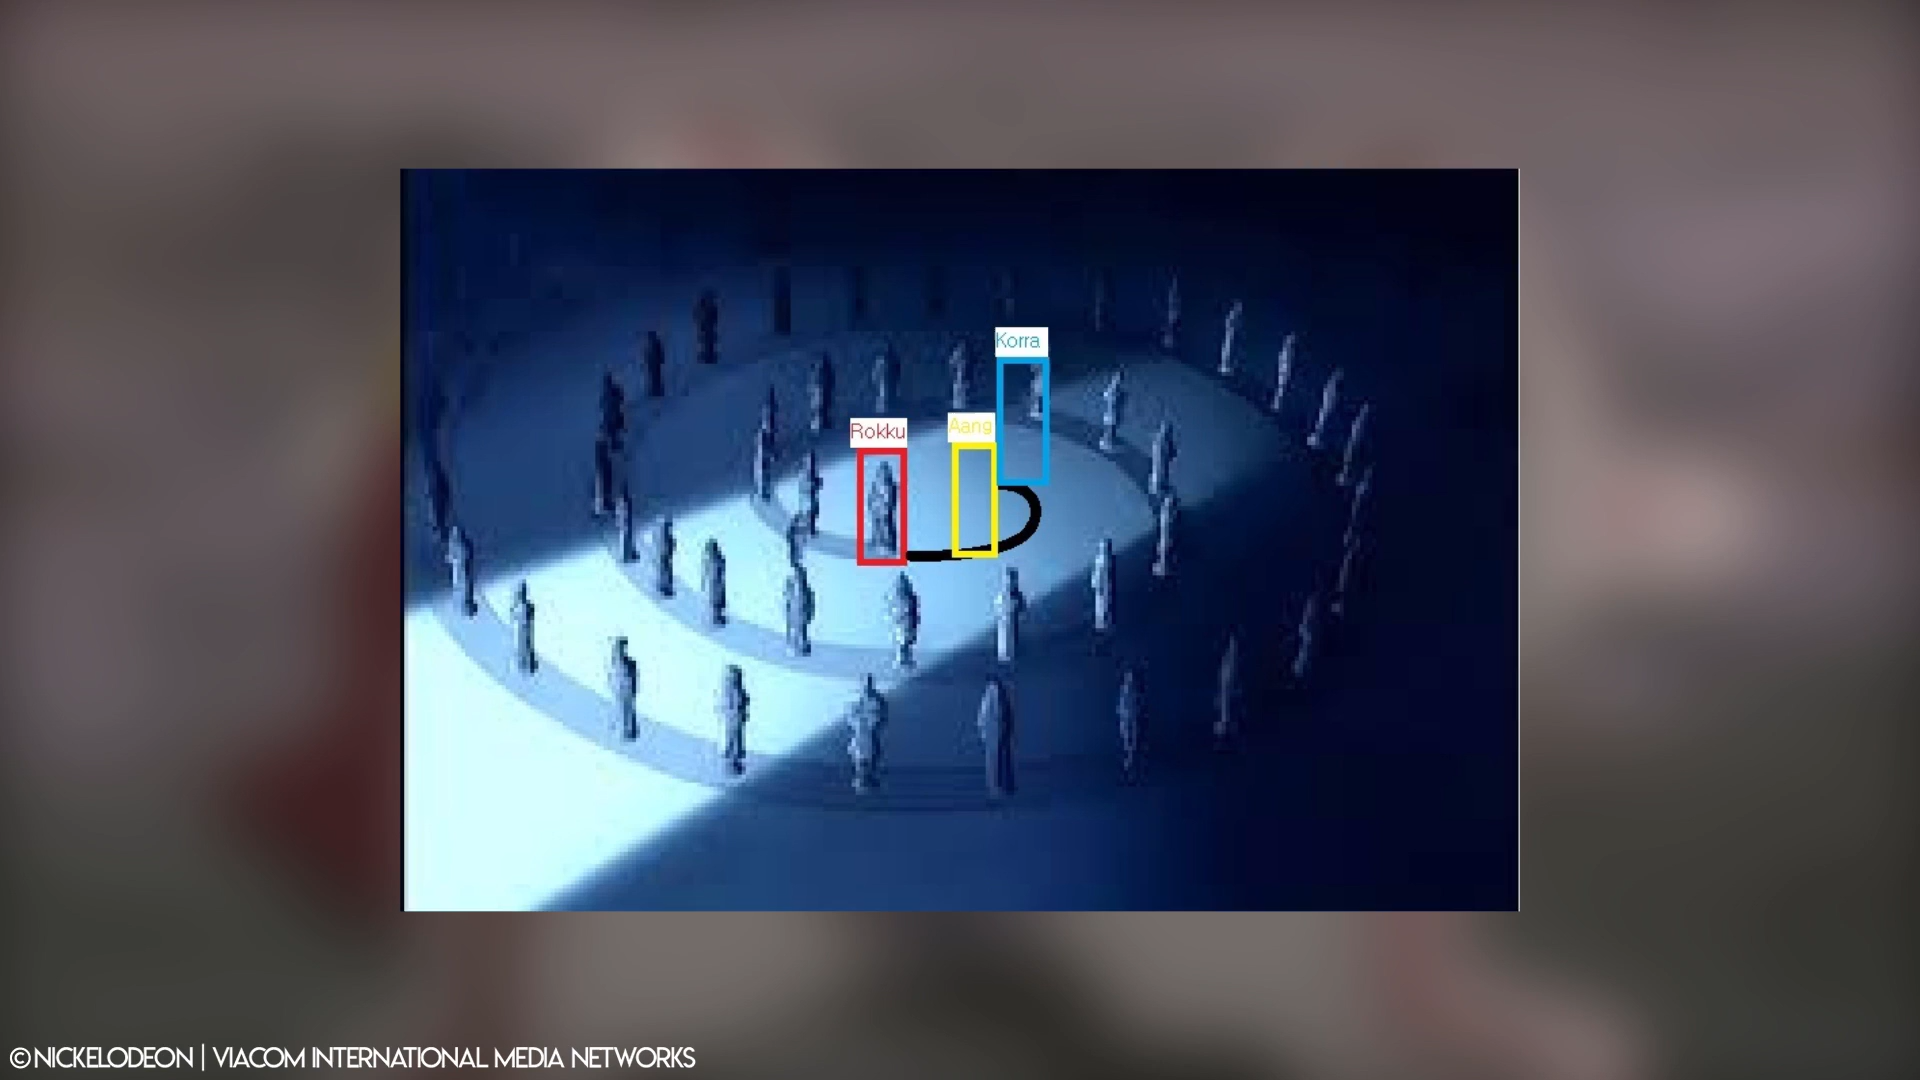 Korra
Rokku
Aang
©NICKELODEON | VIACOM INTERNATIONAL MEDIA NETWORKS